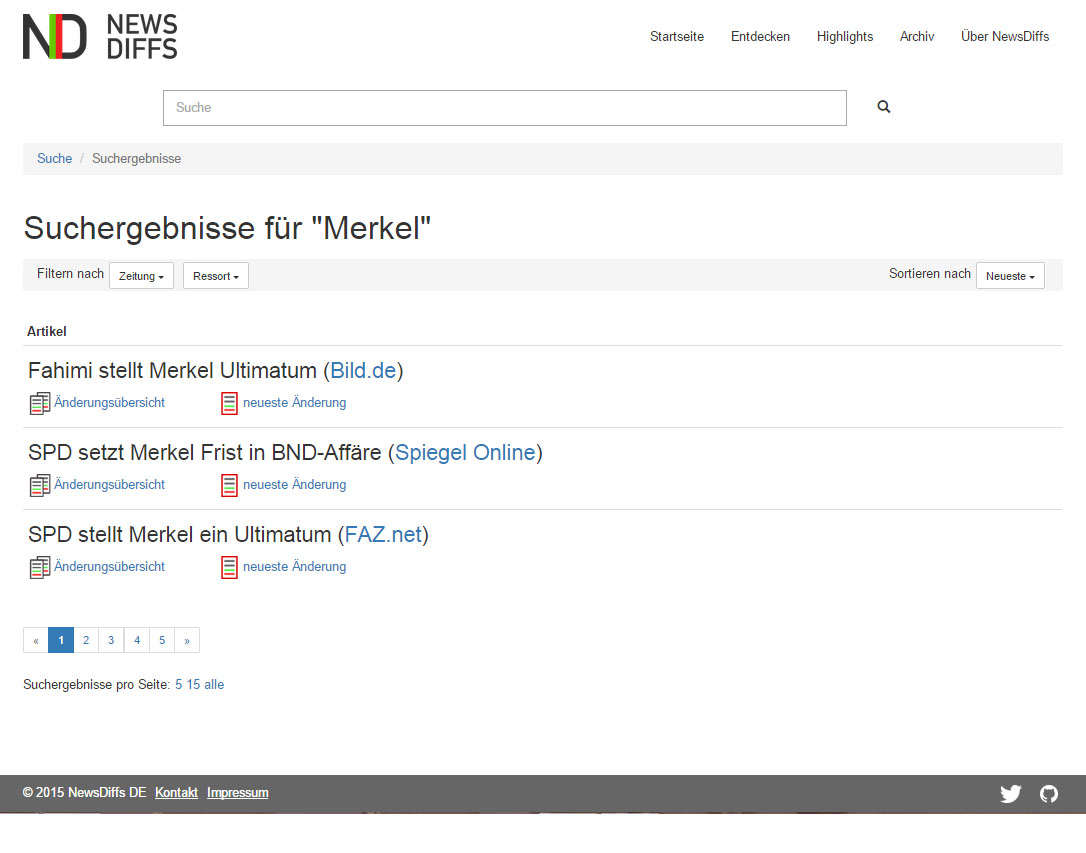 ND NEWS DIFFS
Startseite Entdecken Highlights Archiv Über NewsDiffs
Suche
Suche / Suchergebnisse
Suchergebnisse für "Merkel"
Filtern nach Zeitung Ressort Sortieren nach Neueste
Artikel
Fahimi stellt Merkel Ultimatum (Bild.de)
Änderungsübersicht neueste Änderung
SPD setzt Merkel Frist in BND-Affäre (Spiegel Online)
Änderungsübersicht neueste Änderung
SPD stellt Merkel ein Ultimatum (FAZ.net)
Änderungsübersicht neueste Änderung
« 1 2 3 4 5 »
Suchergebnisse pro Seite: 5 15 alle
© 2015 NewsDiffs DE Kontakt Impressum